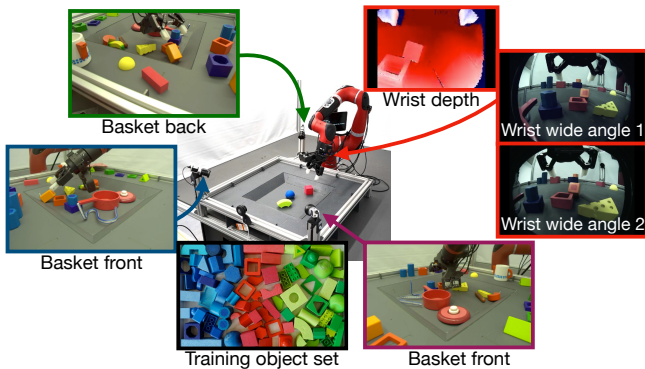 Basket back
Wrist depth
Wrist wide angle 1
Wrist wide angle 2
Basket front
Training object set
Basket front